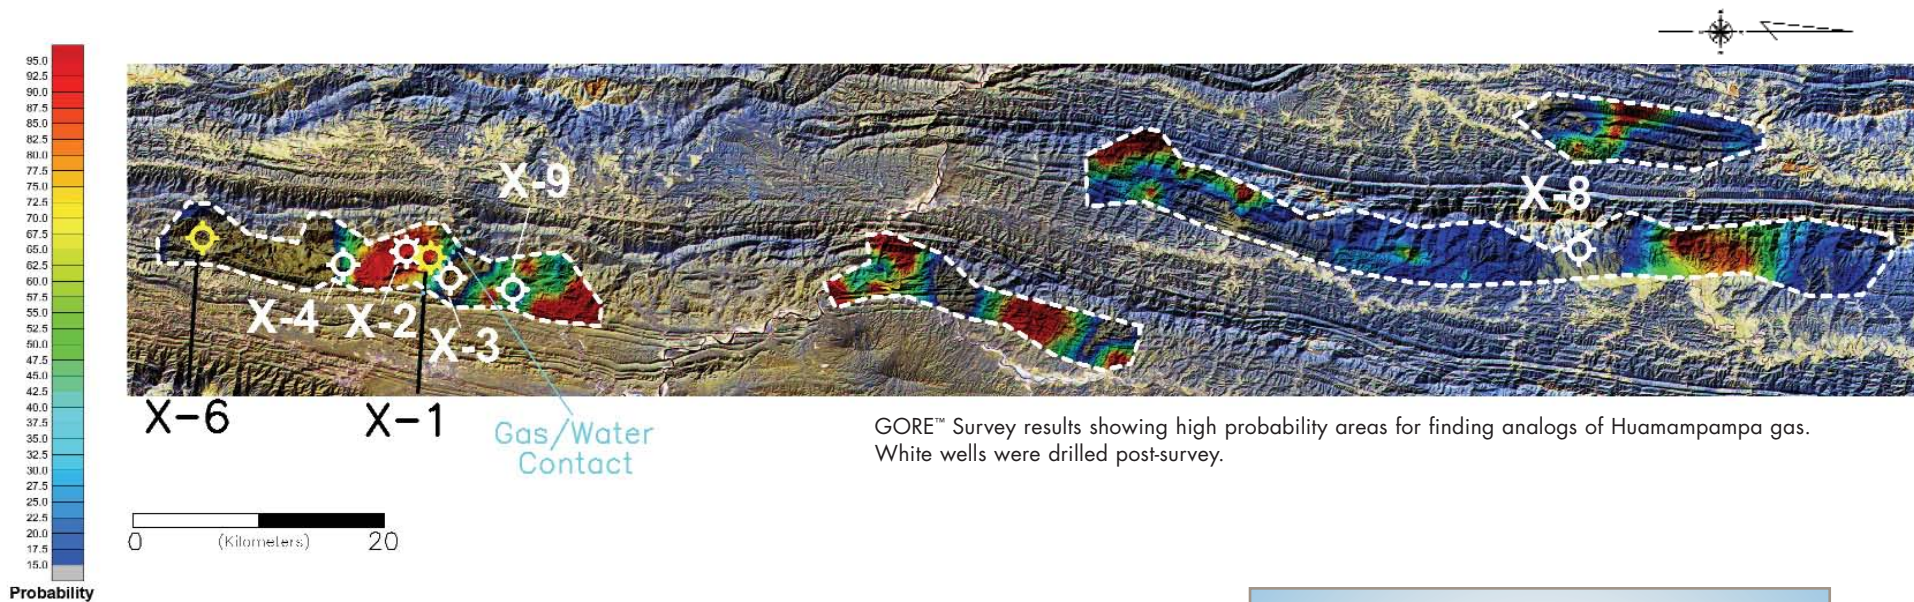 95.0
92.5
90.0
87.5
85.0
82.5
80.0
77.5
75.0
72.5
70.0
67.5
65.0
62.5
60.0
57.5
55.0
52.5
50.0
47.5
45.0
42.5
40.0
37.5
35.0
32.5
30.0
27.5
25.0
22.5
20.0
17.5
15.0
Probability
X-9
X-8
X-4
X-2
X-3
X-6
X-1
Gas/Water
Contact
GORE™ Survey results showing high probability areas for finding analogs of Huamampampa gas.
White wells were drilled post-survey.
0 (Kilometers) 20